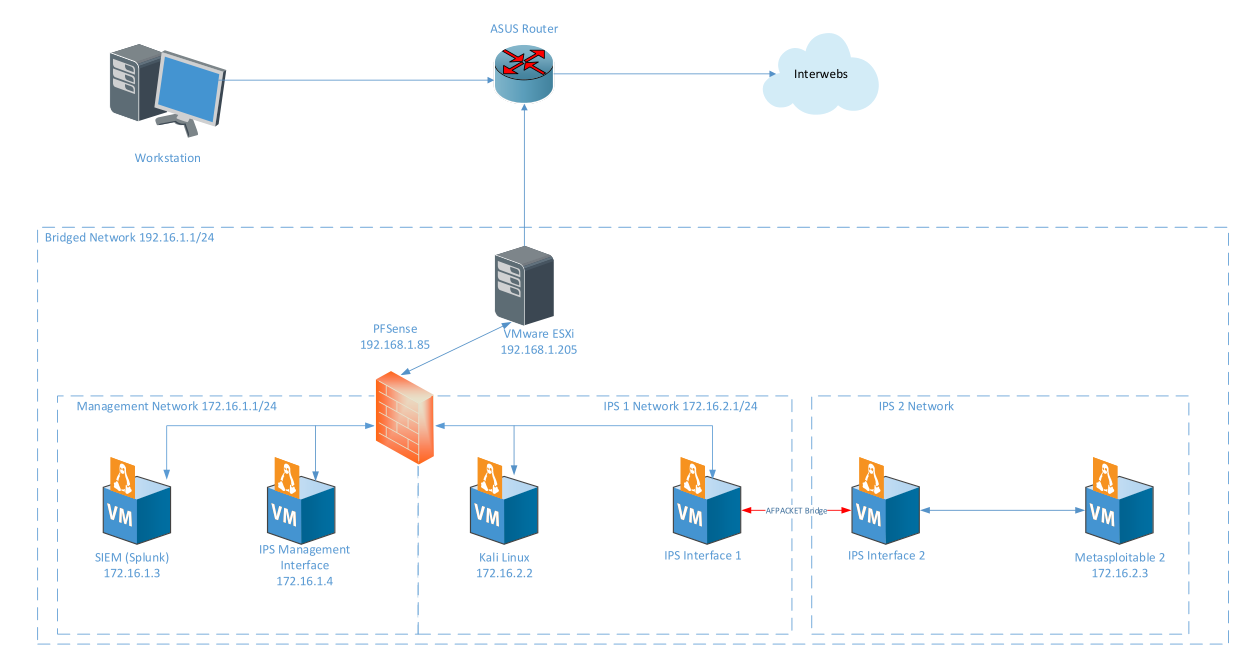 ASUS Router
Interwebs
Workstation
Bridged Network 192.16.1.1/24
PFSense
192.168.1.85
VMware ESXi
192.168.1.205
Management Network 172.16.1.1/24
IPS 1 Network 172.16.2.1/24
IPS 2 Network
VM
VM
VM
VM
VM
VM
AFPACKET Bridge
SIEM (Splunk)
172.16.1.3
IPS Management
Interface
172.16.1.4
Kali Linux
172.16.2.2
IPS Interface 1
IPS Interface 2
Metasploitable 2
172.16.2.3